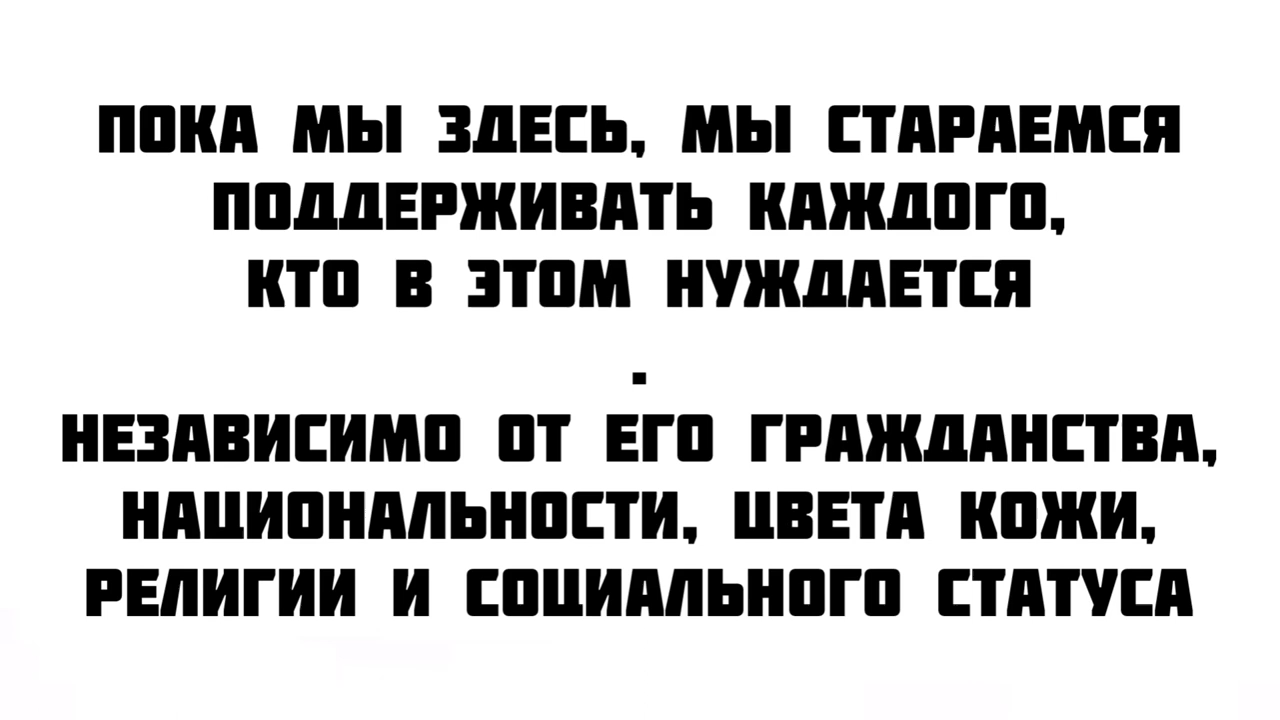 ПОКА МЫ ЗДЕСЬ, МЫ СТАРАЕМСЯ
ПОДДЕРЖИВАТЬ КАЖДОГО,
КТО В ЭТОМ НУЖДАЕТСЯ
.
НЕЗАВИСИМО ОТ ЕГО ГРАЖДАНСТВА,
НАЦИОНАЛЬНОСТИ, ЦВЕТА КОЖИ,
РЕЛИГИИ И СОЦИАЛЬНОГО СТАТУСА